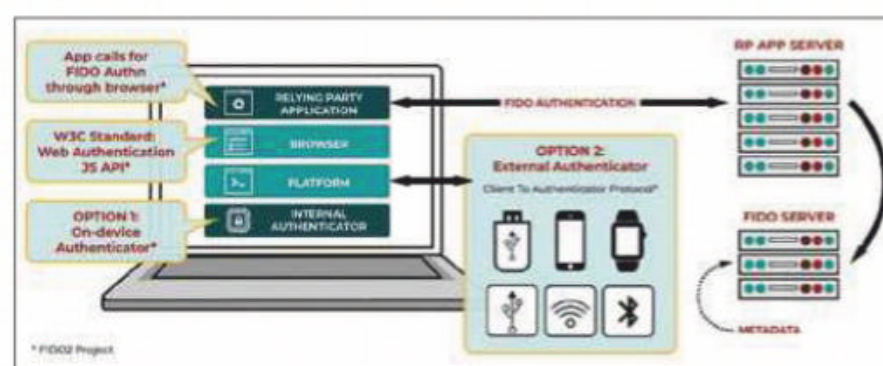 App calls for
FIDO Authn
through browser*
W3C Standard:
Web Authentication
JS API*
OPTION 1:
On-device
Authenticator*
RELYING PARTY
APPLICATION
BROWSER
PLATFORM
INTERNAL
AUTHENTICATOR
FIDO AUTHENTICATION
OPTION 2:
External Authenticator
Client To Authenticator Protocol*
RP APP SERVER
FIDO SERVER
METADATA
* FIDO2 Project